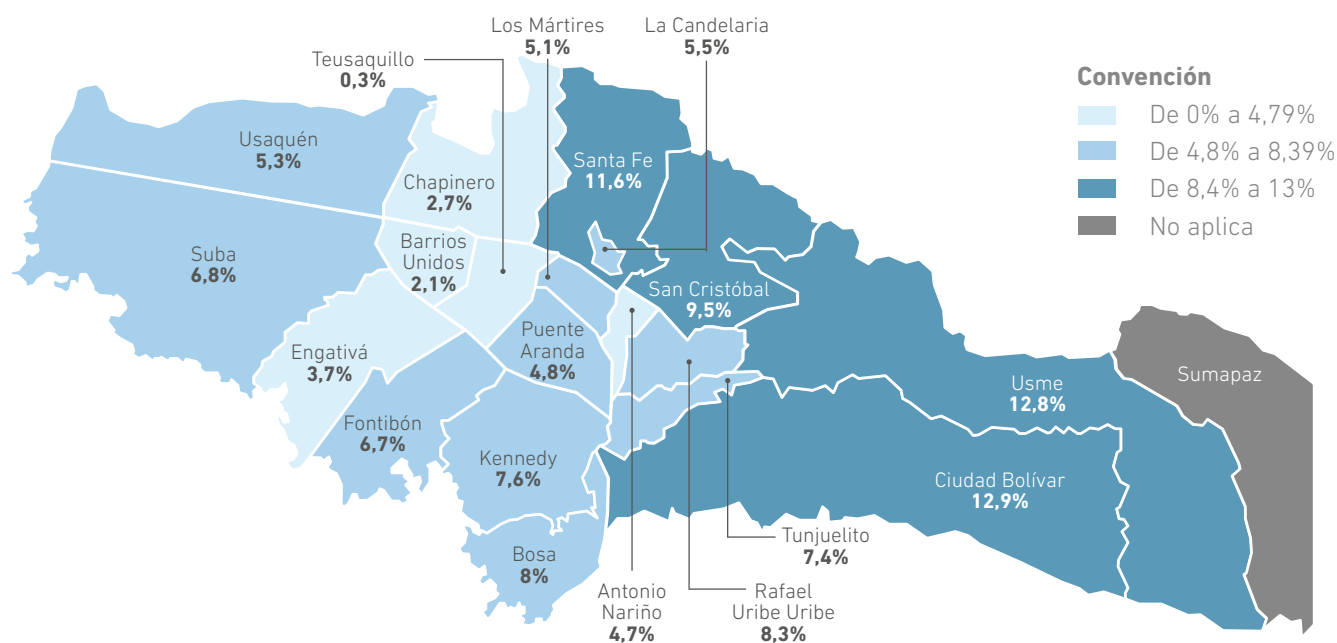 Los Mártires
5,1%
La Candelaria
5,5%
Teusaquillo
0,3%
Convención
De 0% a 4,79%
De 4,8% a 8,39%
De 8,4% a 13%
No aplica
Usaquén
5,3%
Chapinero
2,7%
Santa Fe
11,6%
Suba
6,8%
Barrios
Unidos
2,1%
San Cristóbal
9,5%
Engativá
3,7%
Puente
Aranda
4,8%
Sumapaz
Usme
12,8%
Fontibón
6,7%
Kennedy
7,6%
Ciudad Bolívar
12,9%
Bosa
8%
Tunjuelito
7,4%
Antonio
Nariño
4,7%
Rafael
Uribe Uribe
8,3%